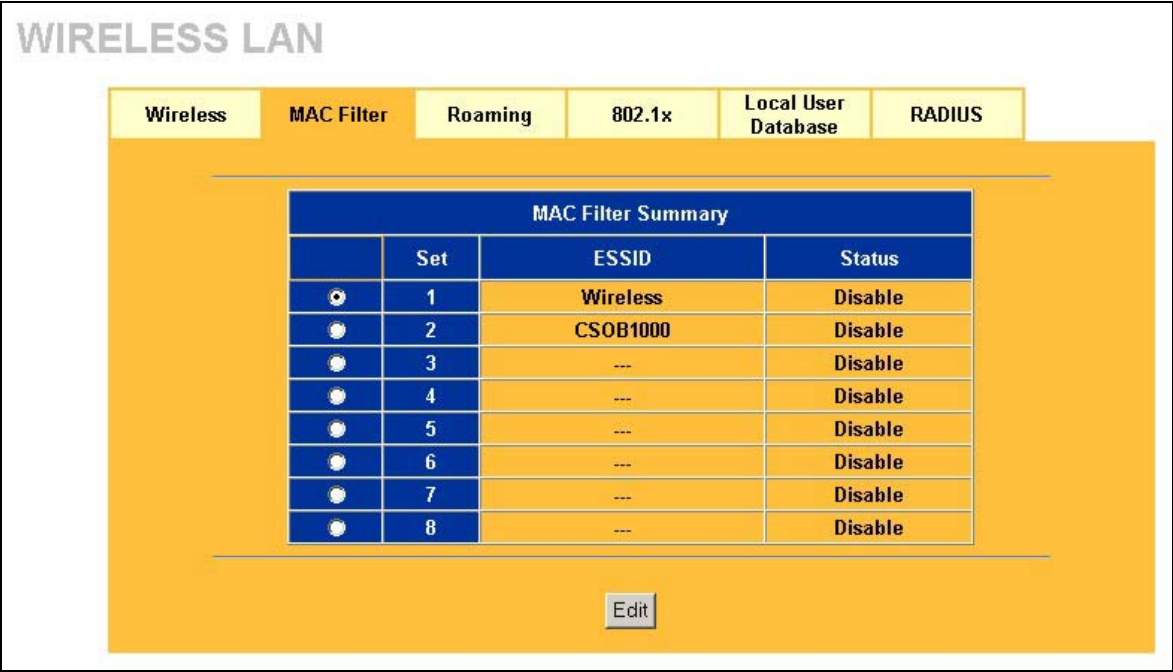 WIRELESS LAN
Wireless MAC Filter Roaming 802.1x Local User Database RADIUS
MAC Filter Summary
Set ESSID Status
1 Wireless Disable
2 CSOB1000 Disable
3 --- Disable
4 --- Disable
5 --- Disable
6 --- Disable
7 --- Disable
8 --- Disable
Edit